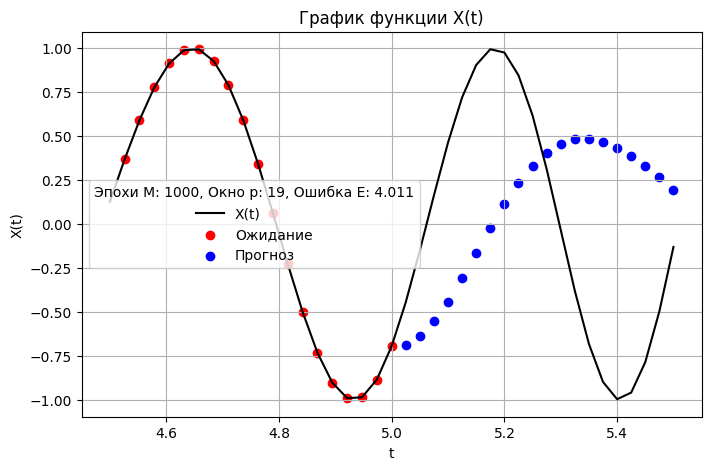 График функции X(t)
1.00
0.75
0.50
0.25
0.00
−0.25
−0.50
−0.75
−1.00
X(t)
Эпохи M: 1000, Окно p: 19, Ошибка E: 4.011
X(t)
Ожидание
Прогноз
4.6 4.8 5.0 5.2 5.4
t